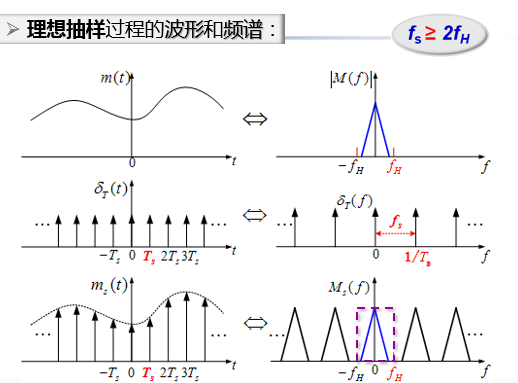 理想抽样过程的波形和频谱：
fs ≥ 2fH
m(t)
0
t
⇔
|M(f)|
−fH
fH
f
δT(t)
...
...
−Ts 0 Ts 2Ts 3Ts
t
⇔
δT(f)
...
...
fs
0
1/Ts
f
ms(t)
...
...
−Ts 0 Ts 2Ts 3Ts
t
⇔
Ms(f)
...
...
−fH 0 fH
f